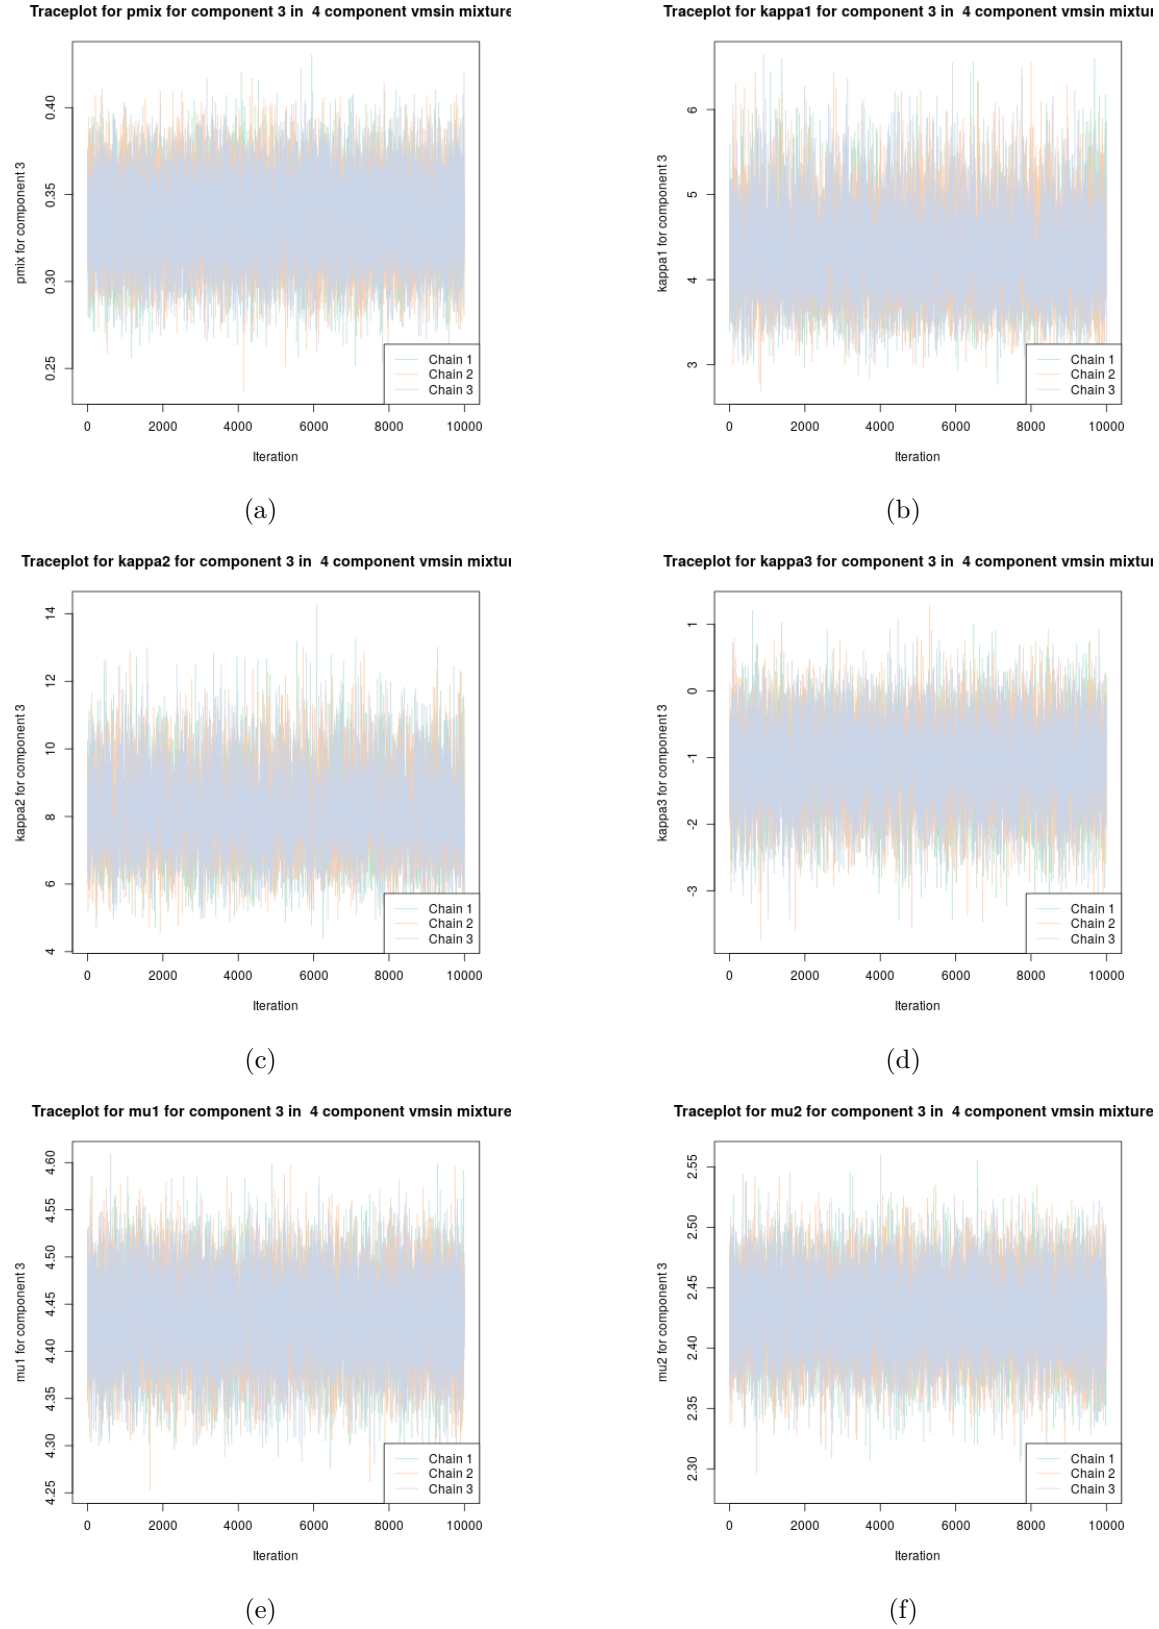 Traceplot for pmix for component 3 in 4 component vmsin mixture
pmix for component 3
0.25 0.30 0.35 0.40
0 2000 4000 6000 8000 10000
Iteration
Chain 1
Chain 2
Chain 3
(a)
Traceplot for kappa1 for component 3 in 4 component vmsin mixtu
kappa1 for component 3
3 4 5 6
0 2000 4000 6000 8000 10000
Iteration
Chain 1
Chain 2
Chain 3
(b)
Traceplot for kappa2 for component 3 in 4 component vmsin mixtu
kappa2 for component 3
4 6 8 10 12 14
0 2000 4000 6000 8000 10000
Iteration
Chain 1
Chain 2
Chain 3
(c)
Traceplot for kappa3 for component 3 in 4 component vmsin mixtu
kappa3 for component 3
-3 -2 -1 0 1
0 2000 4000 6000 8000 10000
Iteration
Chain 1
Chain 2
Chain 3
(d)
Traceplot for mu1 for component 3 in 4 component vmsin mixture
mu1 for component 3
4.25 4.30 4.35 4.40 4.45 4.50 4.55 4.60
0 2000 4000 6000 8000 10000
Iteration
Chain 1
Chain 2
Chain 3
(e)
Traceplot for mu2 for component 3 in 4 component vmsin mixture
mu2 for component 3
2.30 2.35 2.40 2.45 2.50 2.55
0 2000 4000 6000 8000 10000
Iteration
Chain 1
Chain 2
Chain 3
(f)